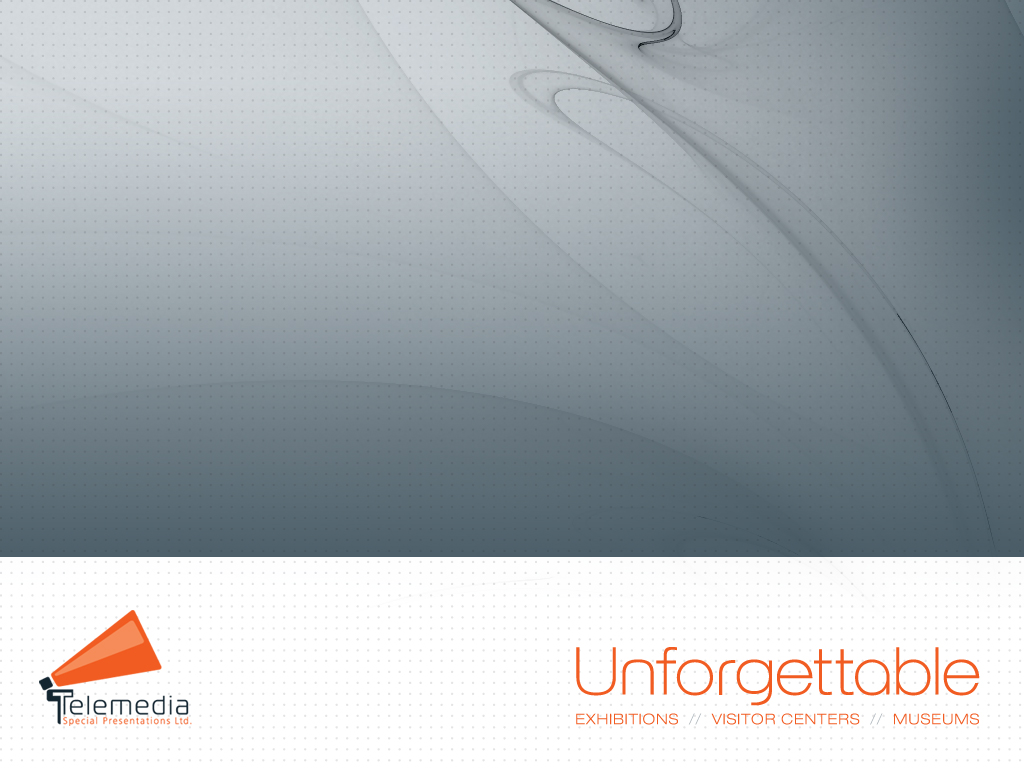 Telemedia
Special Presentations Ltd.
Unforgettable
EXHIBITIONS // VISITOR CENTERS // MUSEUMS